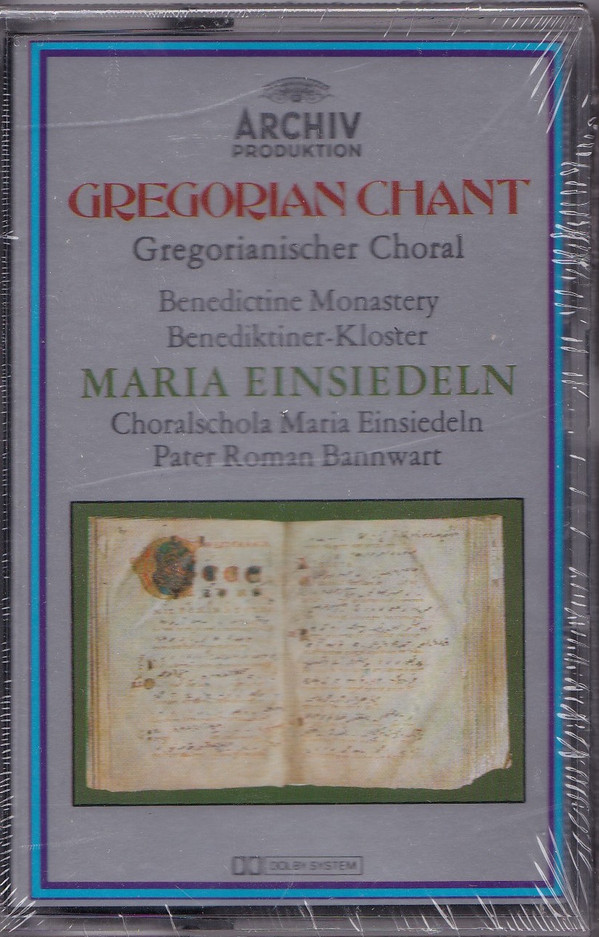 ARCHIV
PRODUKTION
GREGORIAN CHANT
Gregorianischer Choral
Benedictine Monastery
Benediktiner-Kloster
MARIA EINSIEDELN
Choralschola Maria Einsiedeln
Pater Roman Bannwart
DOLBY SYSTEM